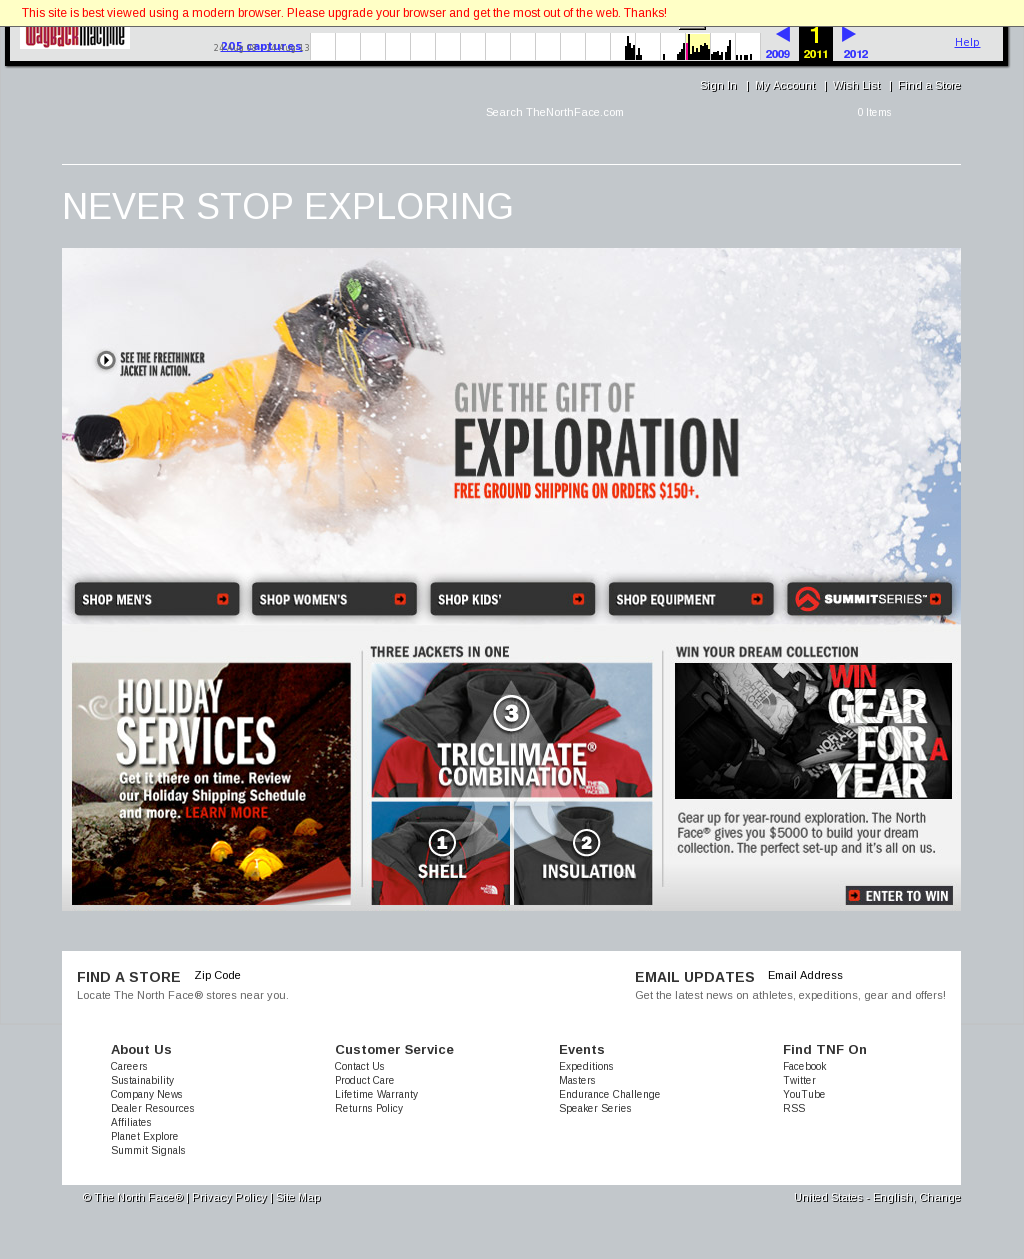 This site is best viewed using a modern browser. Please upgrade your browser and get the most out of the web. Thanks!
WaybackMachine
205 captures
1
2009 2011 2012
Help
Sign In | My Account | Wish List | Find a Store
Search TheNorthFace.com
0 Items
NEVER STOP EXPLORING
SEE THE FREETHINKER
JACKET IN ACTION.
GIVE THE GIFT OF
EXPLORATION
FREE GROUND SHIPPING ON ORDERS $150+.
SHOP MEN'S
SHOP WOMEN'S
SHOP KIDS'
SHOP EQUIPMENT
SUMMITSERIES™
HOLIDAY
SERVICES
Get it there on time. Review
our Holiday Shipping Schedule
and more. LEARN MORE
THREE JACKETS IN ONE
3
TRICLIMATE®
COMBINATION
THE NORTH FACE
1
SHELL
2
INSULATION
WIN YOUR DREAM COLLECTION
WIN
GEAR
FOR A
YEAR
Gear up for year-round exploration. The North
Face® gives you $5000 to build your dream
collection. The perfect set-up and it's all on us.
ENTER TO WIN
FIND A STORE Zip Code
Locate The North Face® stores near you.
EMAIL UPDATES Email Address
Get the latest news on athletes, expeditions, gear and offers!
About Us
Careers
Sustainability
Company News
Dealer Resources
Affiliates
Planet Explore
Summit Signals
Customer Service
Contact Us
Product Care
Lifetime Warranty
Returns Policy
Events
Expeditions
Masters
Endurance Challenge
Speaker Series
Find TNF On
Facebook
Twitter
YouTube
RSS
© The North Face® | Privacy Policy | Site Map
United States - English, Change